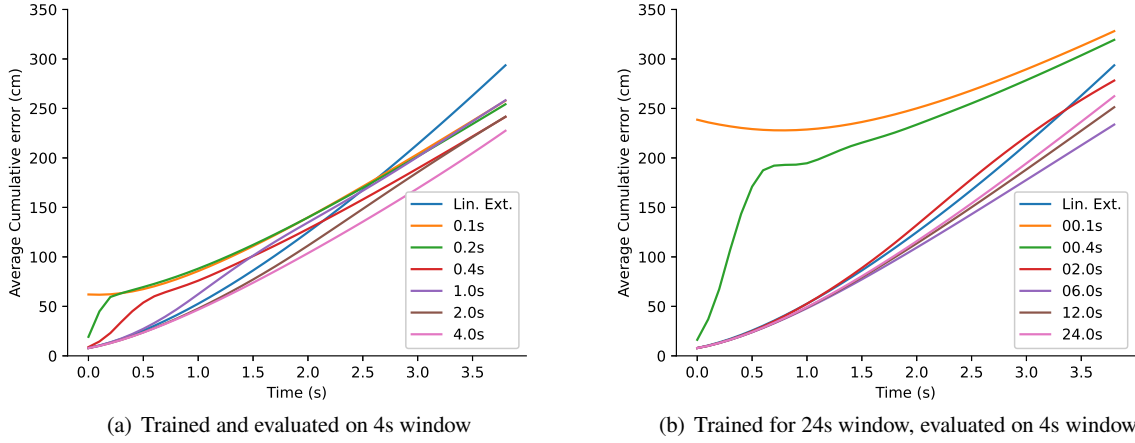 350
300
250
200
150
100
50
0
Average Cumulative error (cm)
0.0 0.5 1.0 1.5 2.0 2.5 3.0 3.5
Time (s)
Lin. Ext.
0.1s
0.2s
0.4s
1.0s
2.0s
4.0s
(a) Trained and evaluated on 4s window
350
300
250
200
150
100
50
0
Average Cumulative error (cm)
0.0 0.5 1.0 1.5 2.0 2.5 3.0 3.5
Time (s)
Lin. Ext.
00.1s
00.4s
02.0s
06.0s
12.0s
24.0s
(b) Trained for 24s window, evaluated on 4s window